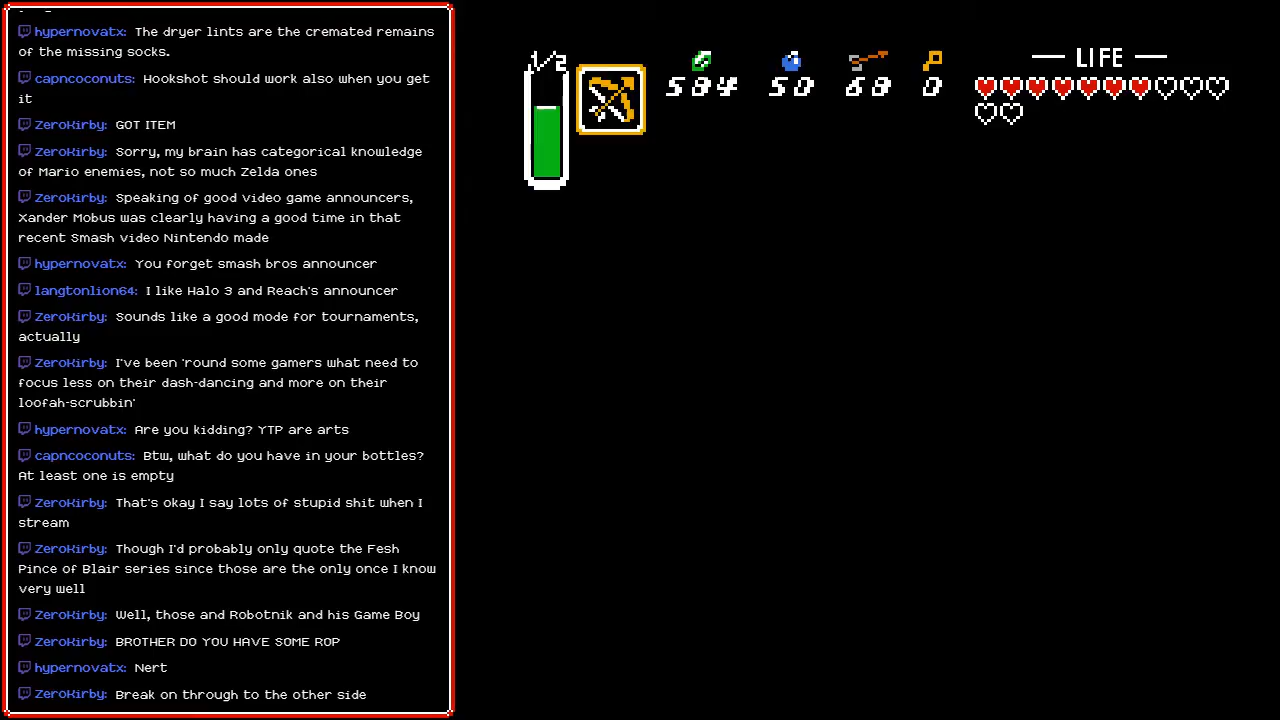 hypernovatx: The dryer lints are the cremated remains
of the missing socks.
capncoconuts: Hookshot should work also when you get
it
ZeroKirby: GOT ITEM
ZeroKirby: Sorry, my brain has categorical knowledge
of Mario enemies, not so much Zelda ones
ZeroKirby: Speaking of good video game announcers,
Xander Mobus was clearly having a good time in that
recent Smash video Nintendo made
hypernovatx: You forget smash bros announcer
langtonlion64: I like Halo 3 and Reach's announcer
ZeroKirby: Sounds like a good mode for tournaments,
actually
ZeroKirby: I've been 'round some gamers what need to
focus less on their dash-dancing and more on their
loofah-scrubbin'
hypernovatx: Are you kidding? YTP are arts
capncoconuts: Btw, what do you have in your bottles?
At least one is empty
ZeroKirby: That's okay I say lots of stupid shit when I
stream
ZeroKirby: Though I'd probably only quote the Fesh
Pince of Blair series since those are the only once I know
very well
ZeroKirby: Well, those and Robotnik and his Game Boy
ZeroKirby: BROTHER DO YOU HAVE SOME ROP
hypernovatx: Nert
ZeroKirby: Break on through to the other side
1/2
584 50 60 0
— LIFE —